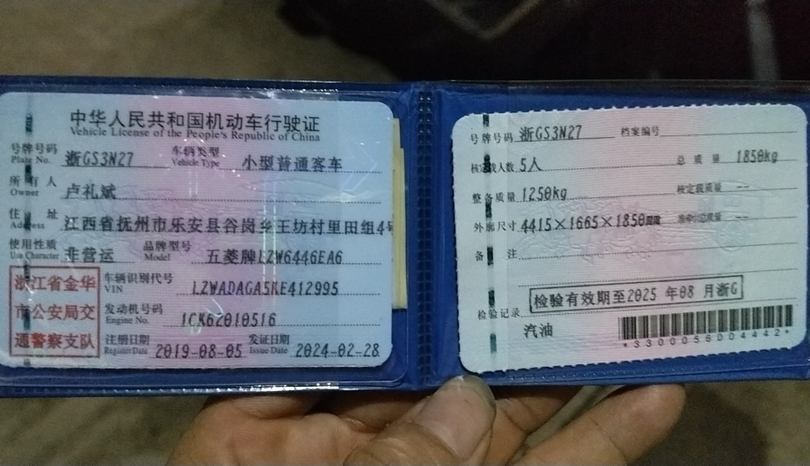 中华人民共和国机动车行驶证
Vehicle License of the People's Republic of China
号牌号码 浙GS3N27 车辆类型 小型普通客车
Plate No. Vehicle Type
所有人 卢礼斌
Owner
住址 江西省抚州市乐安县谷岗乡王坊村里田组4号
Address
使用性质 非营运 品牌型号 五菱牌LZW6446EA6
Use Character Model
浙江省金华
市公安局交
通警察支队
车辆识别代号 LZWADAGA5KE412995
VIN
发动机号码 1CK62010516
Engine No.
注册日期 2019-08-05 发证日期 2024-02-28
Register Date Issue Date
号牌号码 浙GS3N27 档案编号
核定载人数 5人 总质量 1850kg
整备质量 1250kg 核定载质量 --
外廓尺寸 4415×1665×1850mm 准牵引总质量 --
备注
检验记录 检验有效期至2025年08月浙G
汽油
*3300056004442*